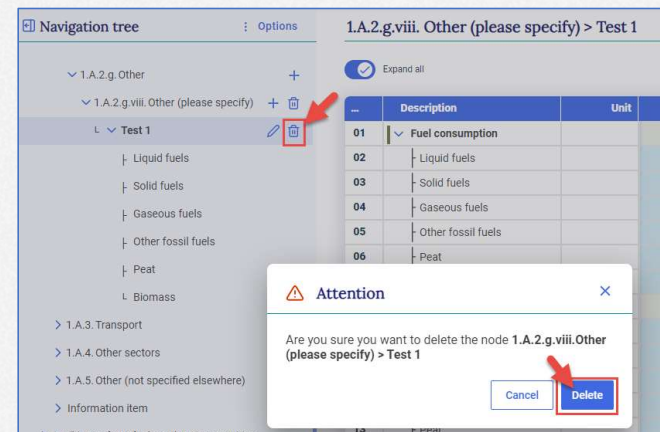 Navigation tree
Options
1.A.2.g. Other
1.A.2.g.viii. Other (please specify)
Test 1
Liquid fuels
Solid fuels
Gaseous fuels
Other fossil fuels
Peat
Biomass
1.A.3. Transport
1.A.4. Other sectors
1.A.5. Other (not specified elsewhere)
Information item
1.A.2.g.viii. Other (please specify) > Test 1
Expand all
... Description Unit
01 Fuel consumption
02 Liquid fuels
03 Solid fuels
04 Gaseous fuels
05 Other fossil fuels
06 Peat
Attention
Are you sure you want to delete the node 1.A.2.g.viii.Other
(please specify) > Test 1
Cancel Delete
13 Peat